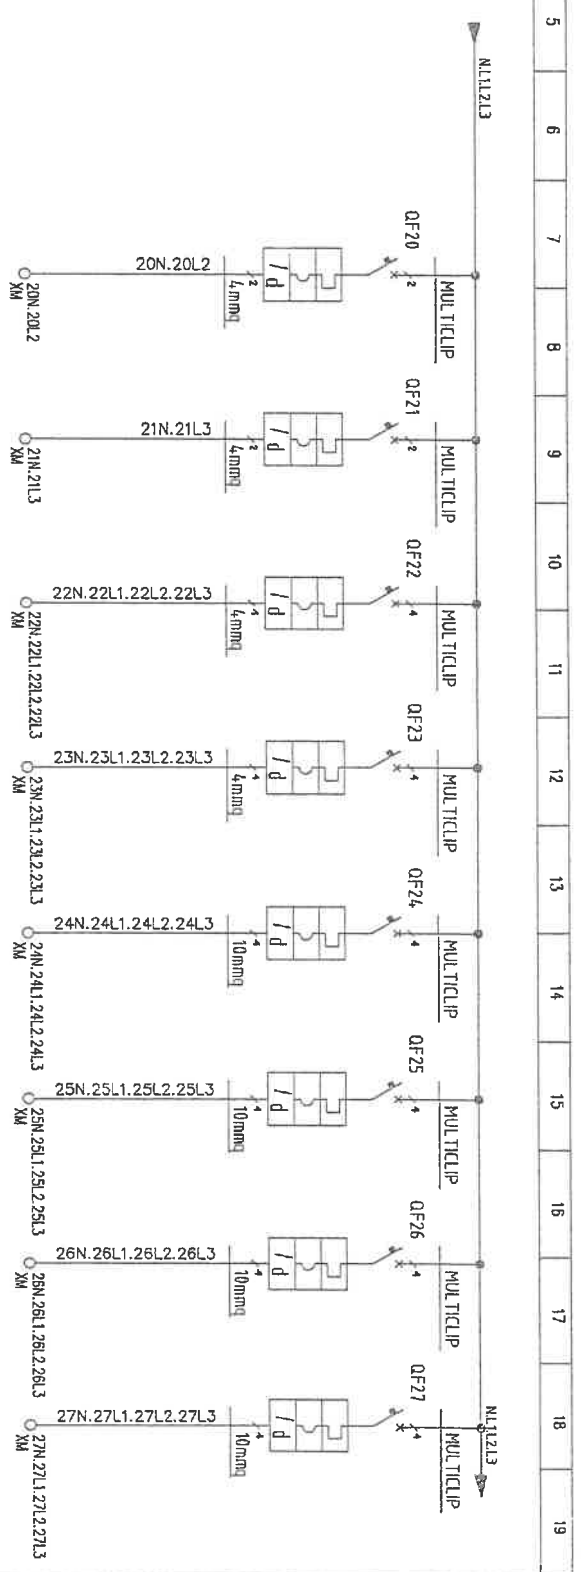 5
6
7
8
9
10
11
12
13
14
15
16
17
18
19
N.L1.L2.L3
N.L1.L2.L3
QF20
2
MULTICLIP
I d
2
4mmq
20N.20L2
20N.20L2
XM
QF21
2
MULTICLIP
I d
2
4mmq
21N.21L3
21N.21L3
XM
QF22
4
MULTICLIP
I d
4
4mmq
22N.22L1.22L2.22L3
22N.22L1.22L2.22L3
XM
QF23
4
MULTICLIP
I d
4
4mmq
23N.23L1.23L2.23L3
23N.23L1.23L2.23L3
XM
QF24
4
MULTICLIP
I d
4
10mmq
24N.24L1.24L2.24L3
24N.24L1.24L2.24L3
XM
QF25
4
MULTICLIP
I d
4
10mmq
25N.25L1.25L2.25L3
25N.25L1.25L2.25L3
XM
QF26
4
MULTICLIP
I d
4
10mmq
26N.26L1.26L2.26L3
26N.26L1.26L2.26L3
XM
QF27
4
MULTICLIP
I d
4
10mmq
27N.27L1.27L2.27L3
27N.27L1.27L2.27L3
XM